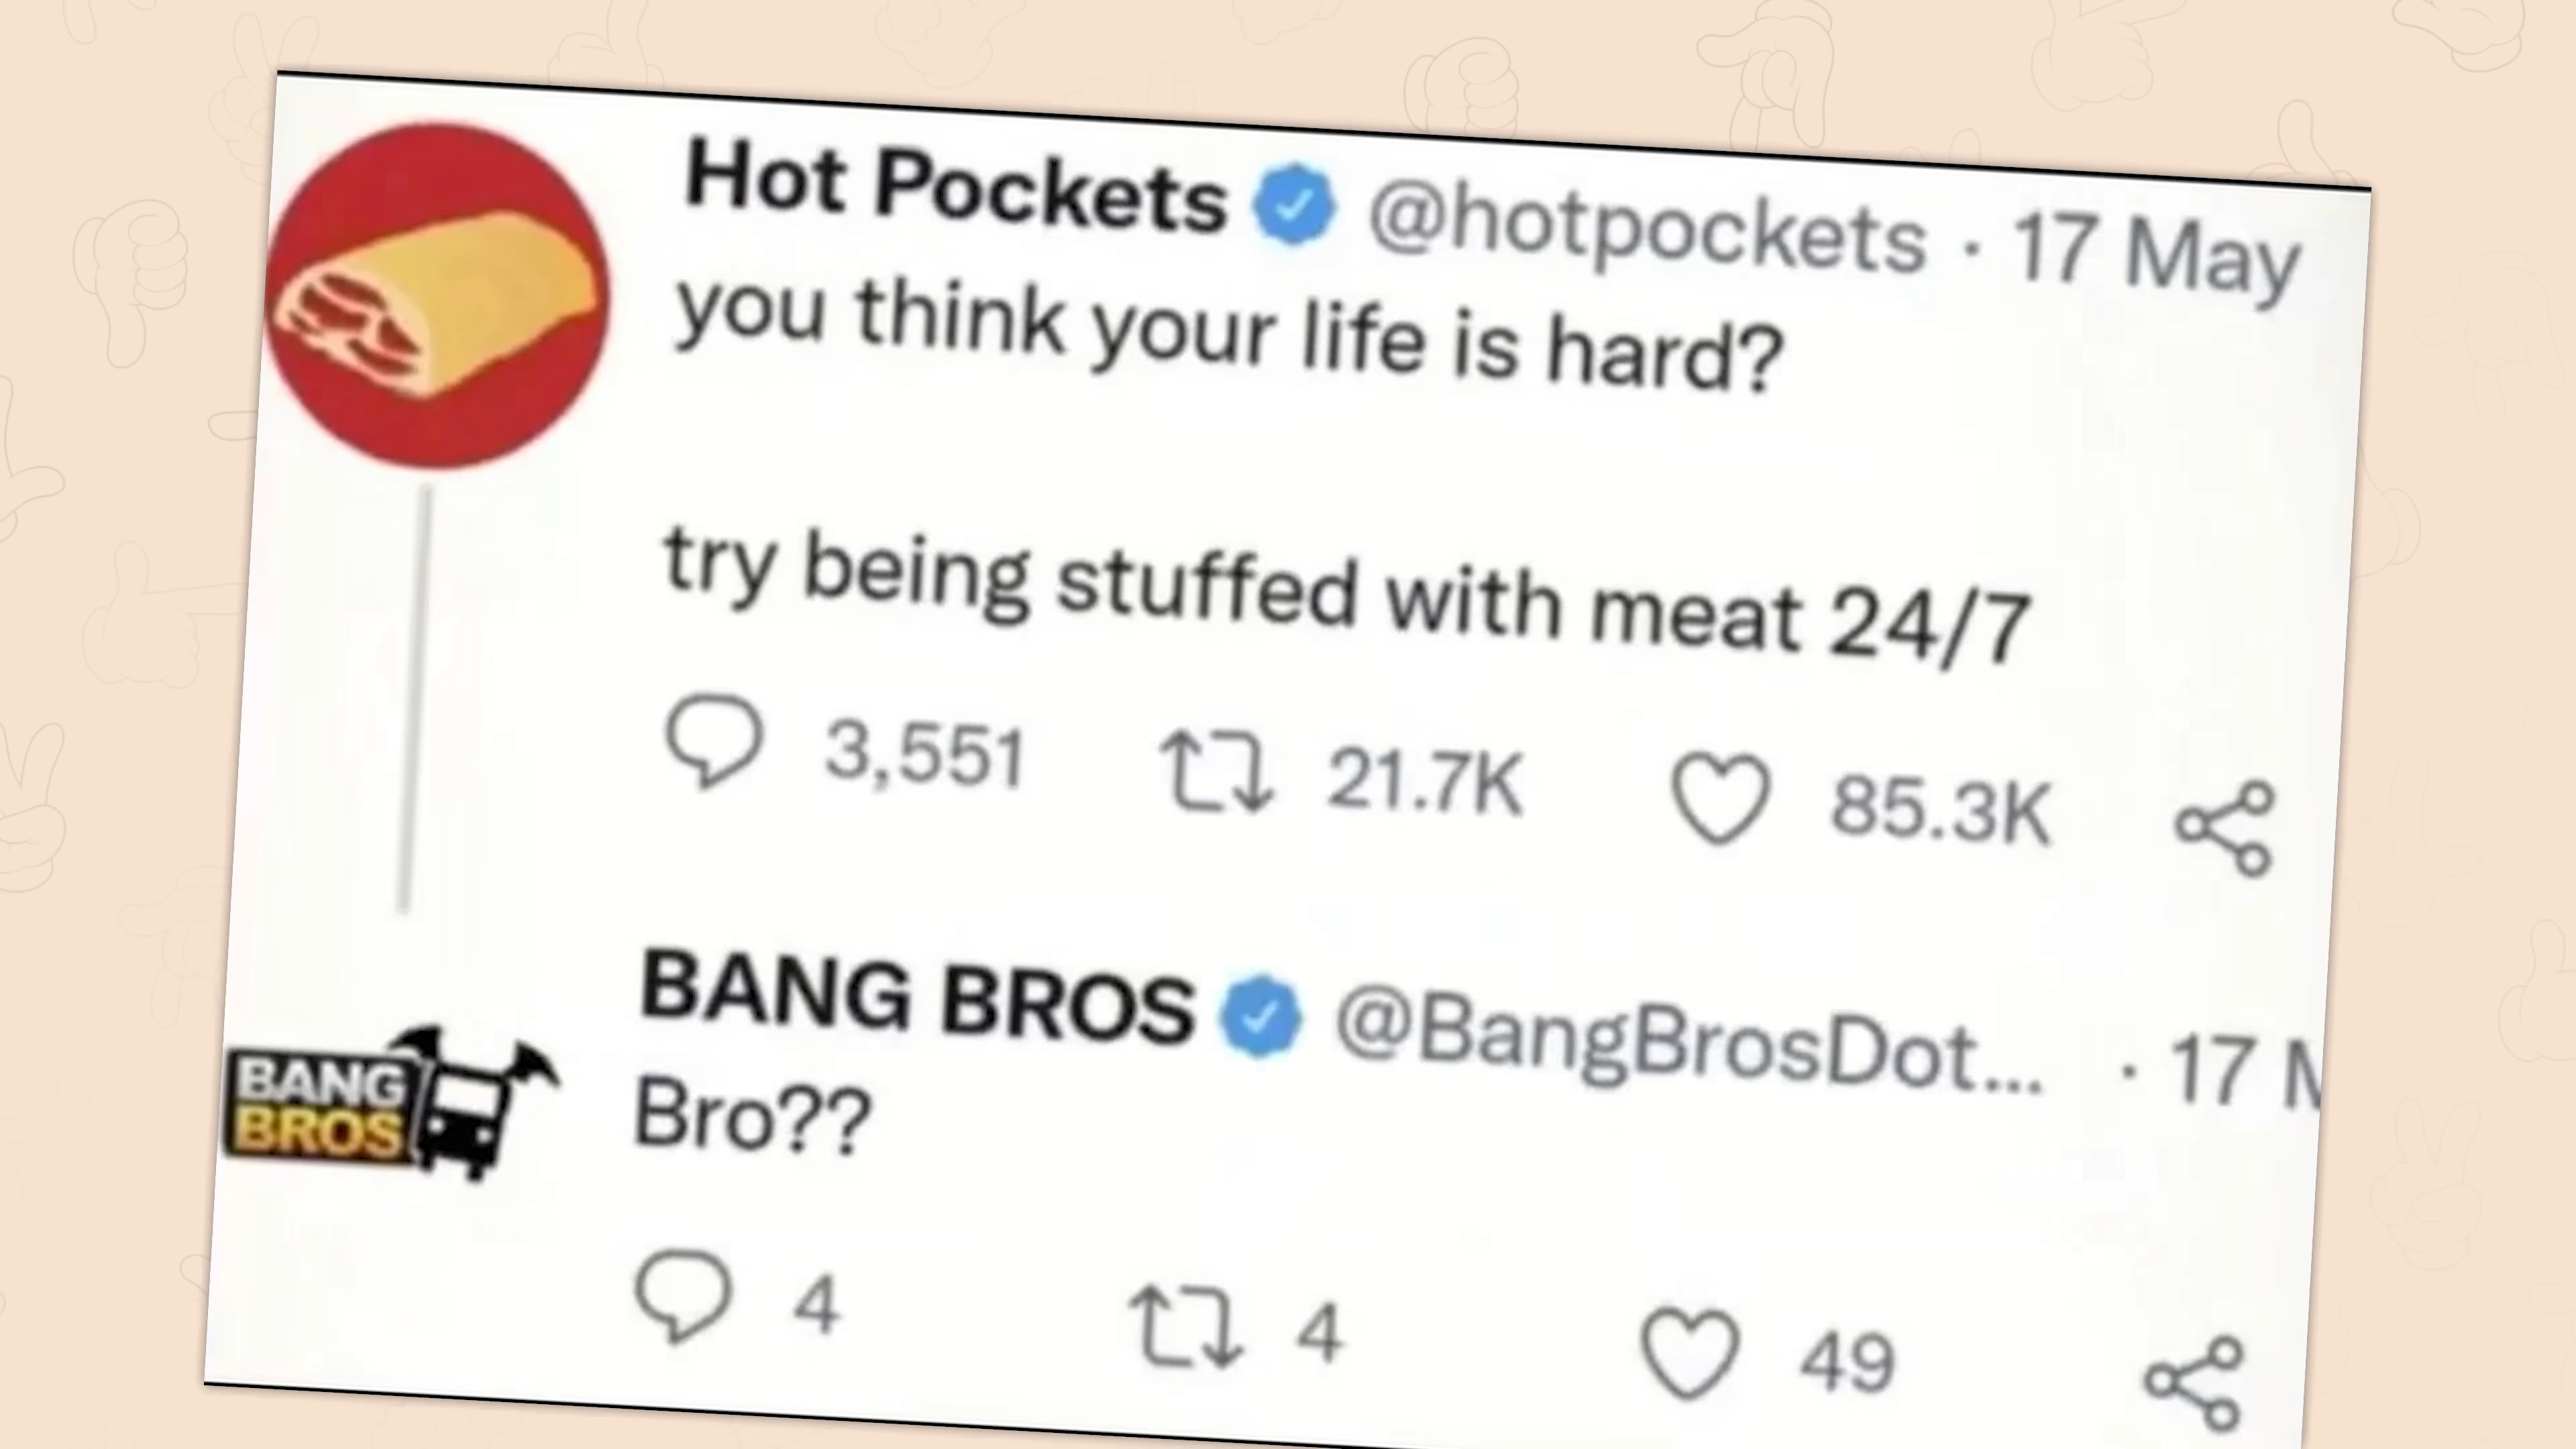 Hot Pockets @hotpockets · 17 May
you think your life is hard?
try being stuffed with meat 24/7
3,551 21.7K 85.3K
BANG BROS @BangBrosDot... · 17 M
BANG
BROS
Bro??
4 4 49